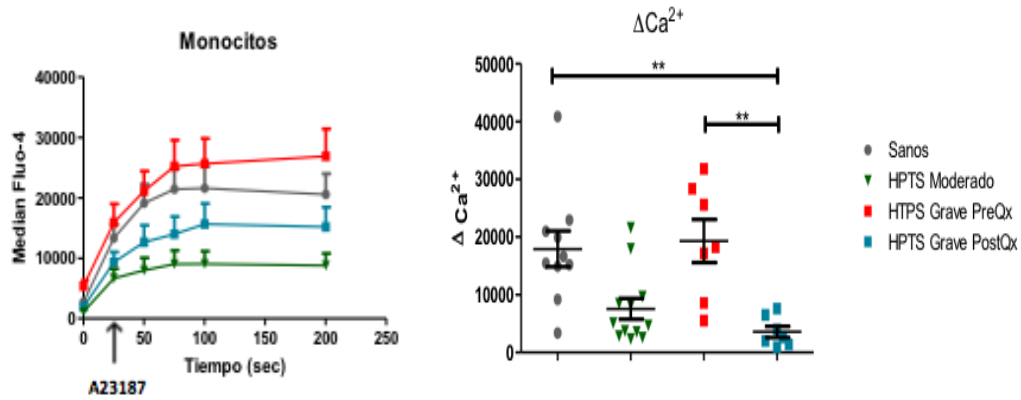 Monocitos
Median Fluo-4
40000
30000
20000
10000
0
0
50
100
150
200
250
Tiempo (sec)
A23187
ΔCa²⁺
Δ Ca²⁺
50000
40000
30000
20000
10000
0
**
**
Sanos
HPTS Moderado
HTPS Grave PreQx
HPTS Grave PostQx